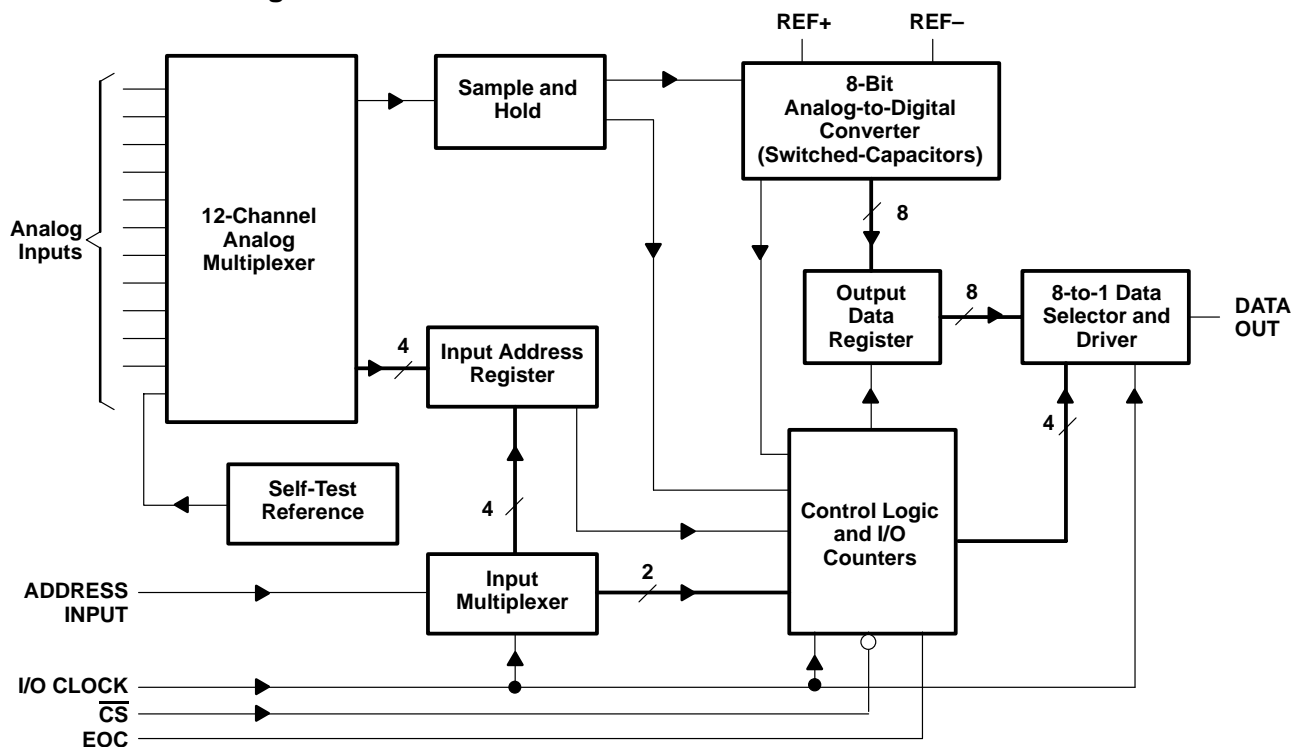 REF+
REF–
12-Channel
Analog
Multiplexer
Sample and
Hold
8-Bit
Analog-to-Digital
Converter
(Switched-Capacitors)
Analog
Inputs
8
Output
Data
Register
8
8-to-1 Data
Selector and
Driver
DATA
OUT
4
Input Address
Register
4
Self-Test
Reference
4
Control Logic
and I/O
Counters
ADDRESS
INPUT
Input
Multiplexer
2
I/O CLOCK
CS
EOC